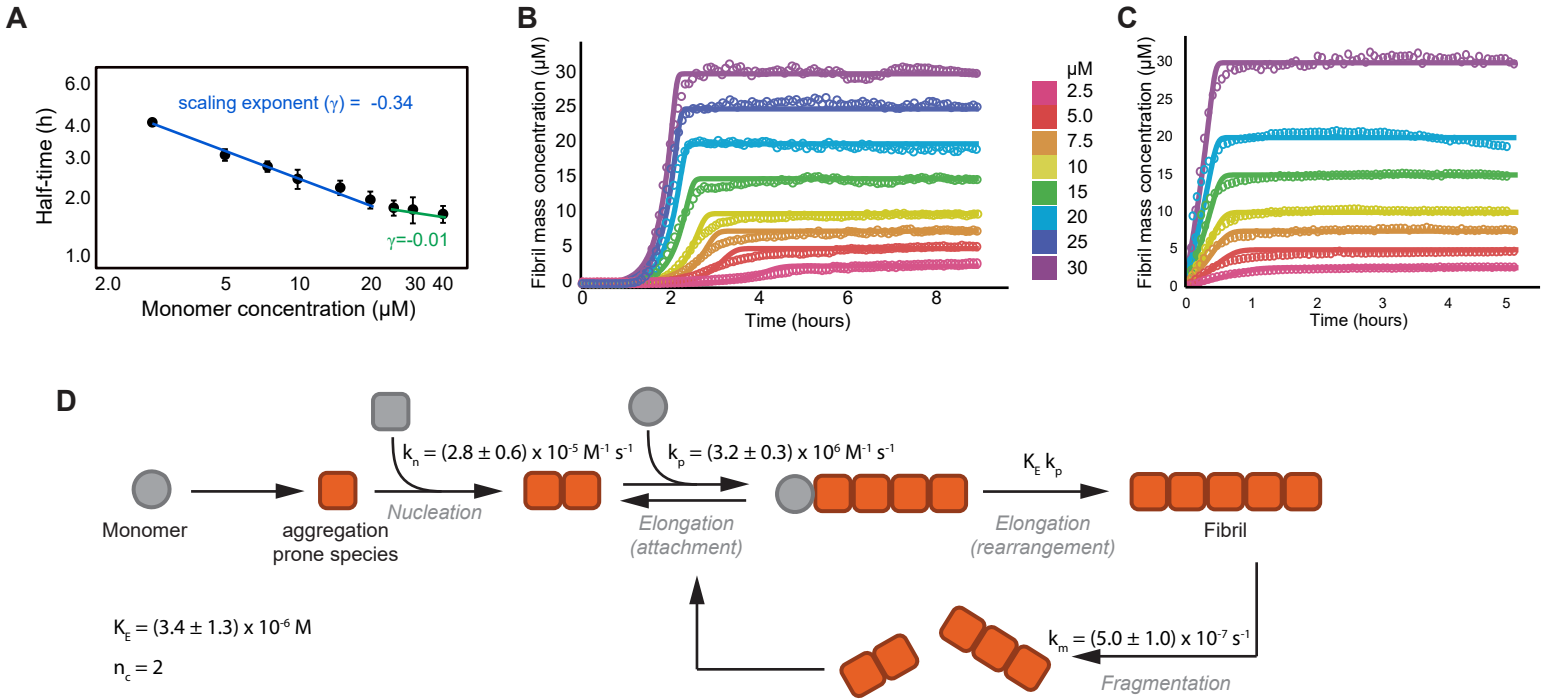 A
6.0
4.0
3.0
2.0
1.0
Half-time (h)
scaling exponent (γ) = -0.34
γ=-0.01
2.0
5
10
20
30
40
Monomer concentration (µM)
B
Fibril mass concentration (µM)
30
25
20
15
10
5
0
2
4
6
8
Time (hours)
µM
2.5
5.0
7.5
10
15
20
25
30
C
Fibril mass concentration (µM)
30
25
20
15
10
5
0
0
1
2
3
4
5
Time (hours)
D
Monomer
aggregation
prone species
kn = (2.8 ± 0.6) x 10-5 M-1 s-1
Nucleation
kp = (3.2 ± 0.3) x 106 M-1 s-1
Elongation
(attachment)
KE kp
Elongation
(rearrangement)
Fibril
KE = (3.4 ± 1.3) x 10-6 M
nc = 2
km = (5.0 ± 1.0) x 10-7 s-1
Fragmentation